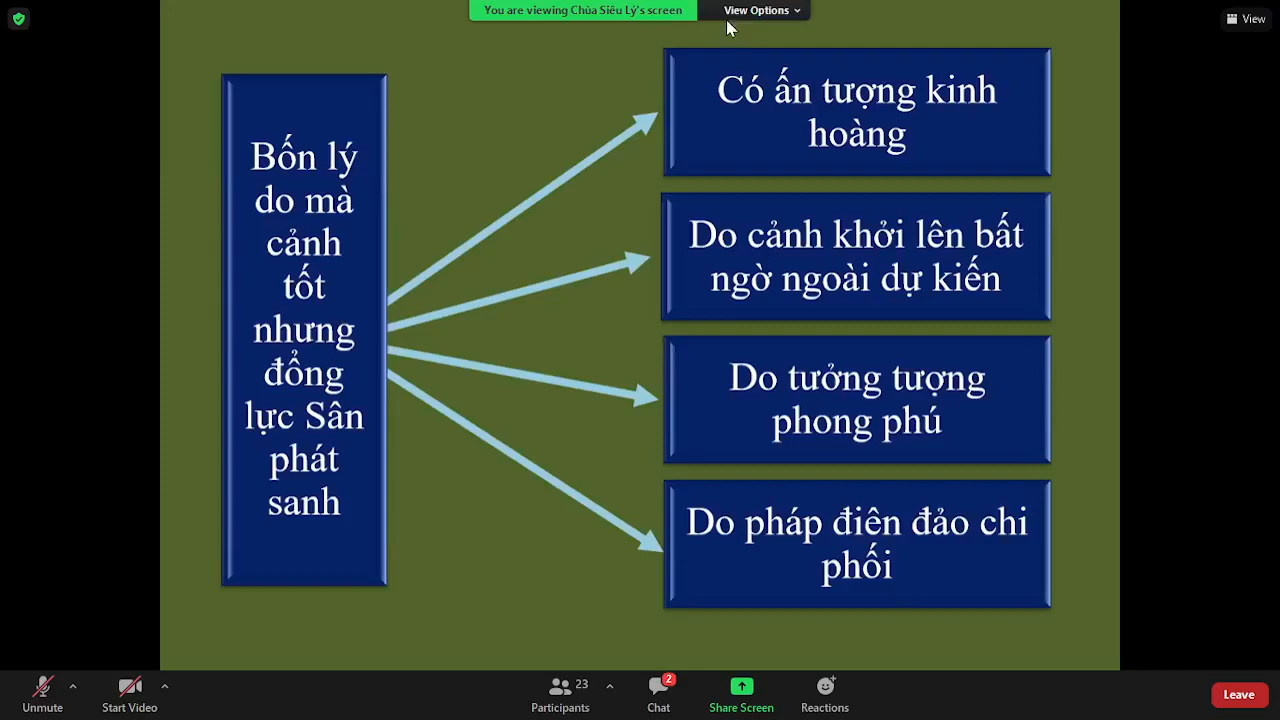 You are viewing Chùa Siêu Lý's screen
View Options
View
Bốn lý
do mà
cảnh
tốt
nhưng
đổng
lực Sân
phát
sanh
Có ấn tượng kinh
hoàng
Do cảnh khởi lên bất
ngờ ngoài dự kiến
Do tưởng tượng
phong phú
Do pháp điên đảo chi
phối
Unmute
Start Video
23
Participants
2
Chat
Share Screen
Reactions
Leave